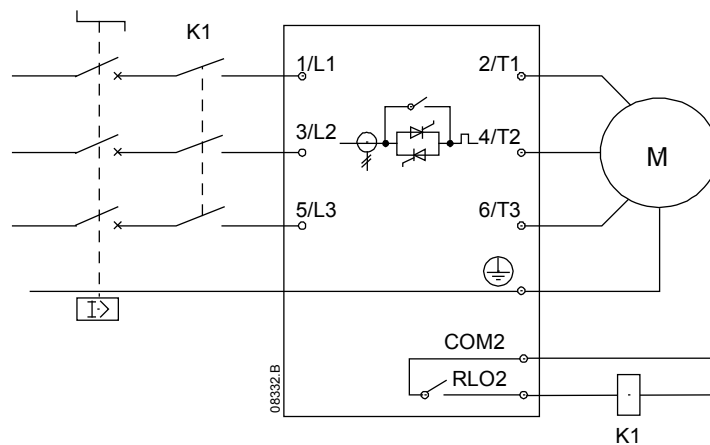 K1
1/L1
2/T1
3/L2
4/T2
M
5/L3
6/T3
I>
COM2
RLO2
08332.B
K1